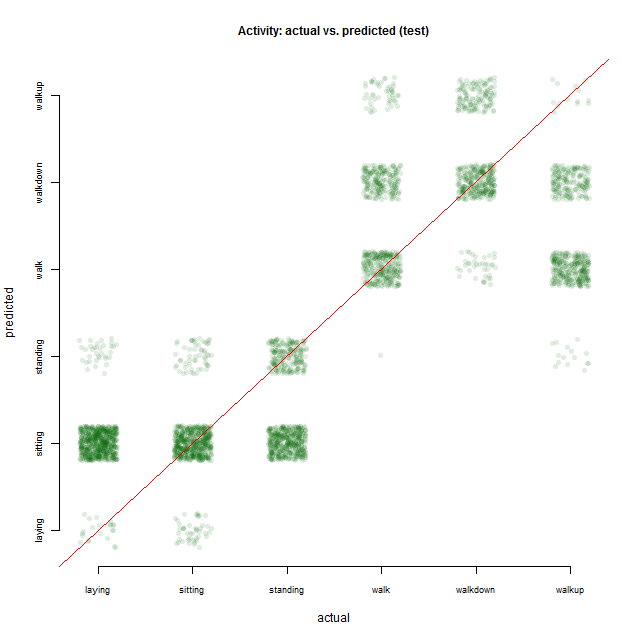 Activity: actual vs. predicted (test)
predicted
walkup
walkdown
walk
standing
sitting
laying
laying sitting standing walk walkdown walkup
actual